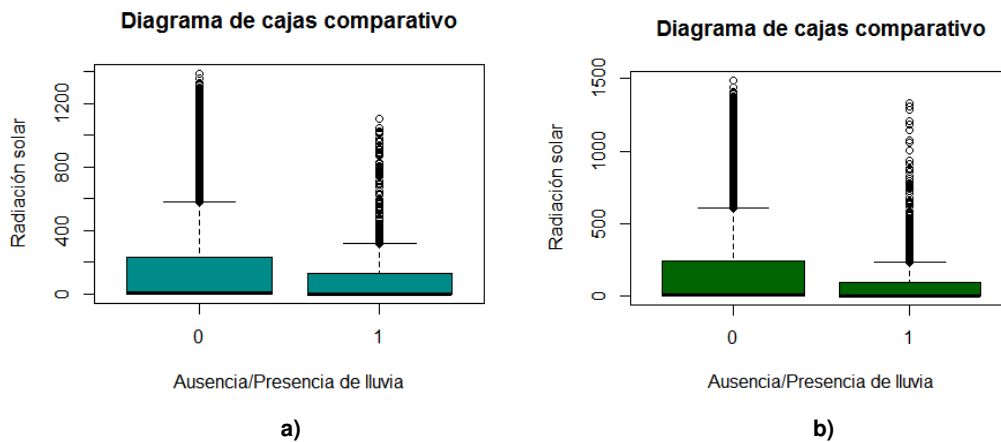 Diagrama de cajas comparativo
Radiación solar
1200
800
400
0
0 1
Ausencia/Presencia de lluvia
a)
Diagrama de cajas comparativo
Radiación solar
1500
1000
500
0
0 1
Ausencia/Presencia de lluvia
b)